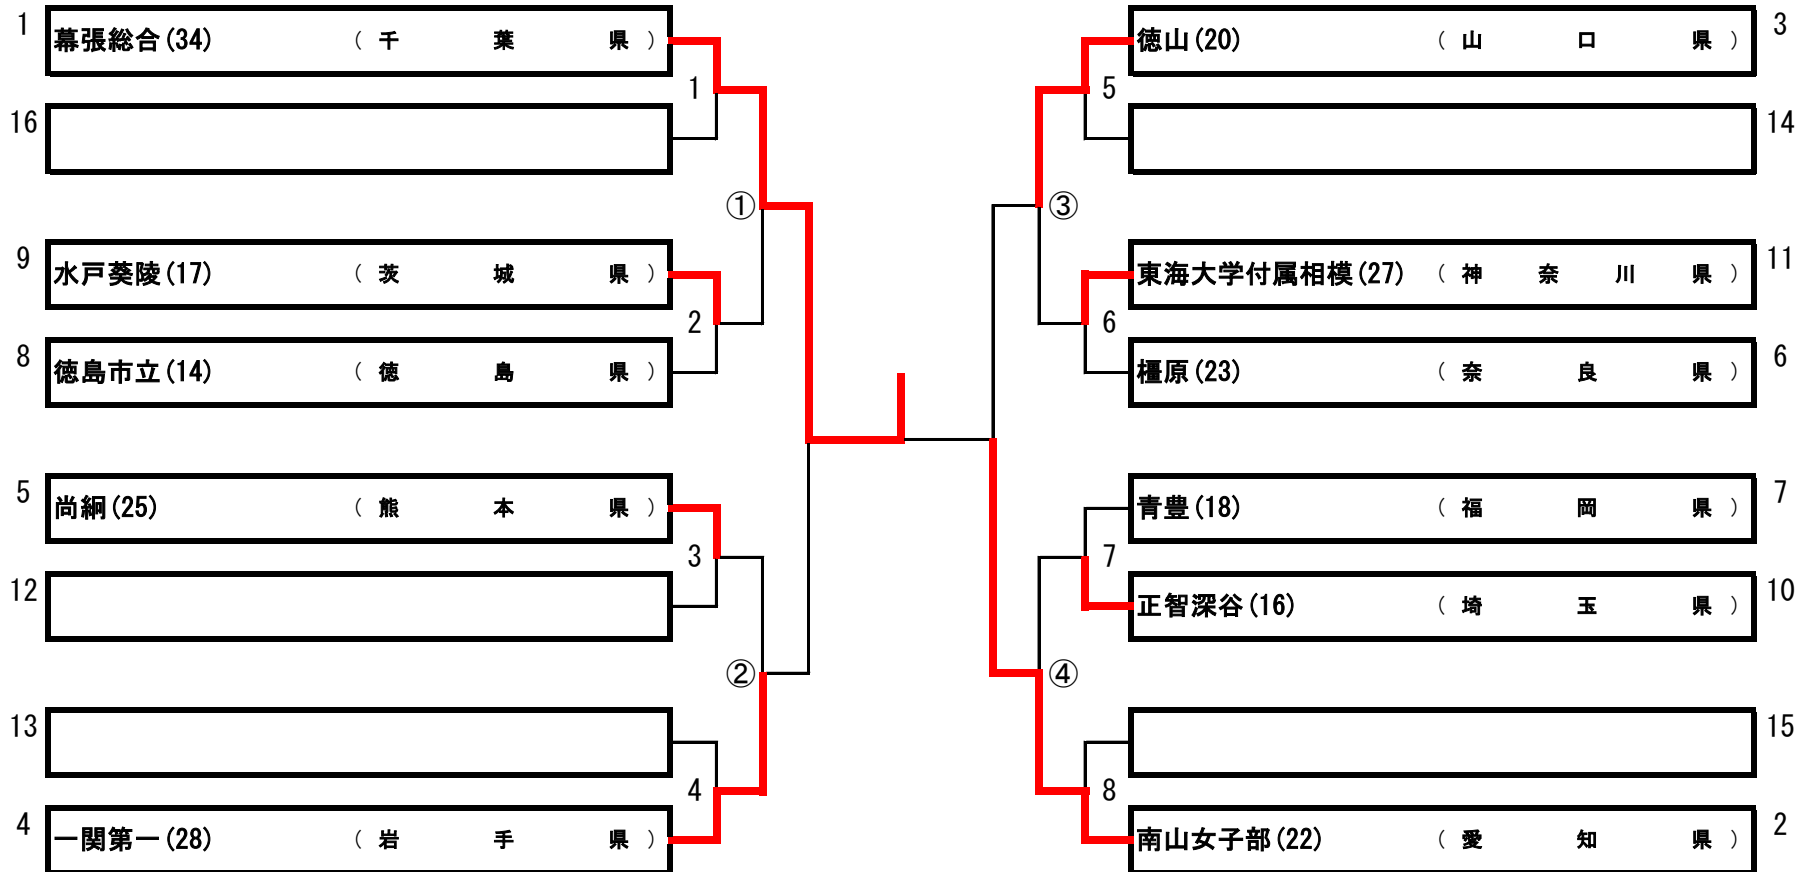 1 幕張総合(34) ( 千 葉 県 )
1
16
①
9 水戸葵陵(17) ( 茨 城 県 )
2
8 徳島市立(14) ( 徳 島 県 )
5 尚絅(25) ( 熊 本 県 )
3
12
②
13
4
4 一関第一(28) ( 岩 手 県 )
徳山(20) ( 山 口 県 ) 3
5
14
③
東海大学付属相模(27) ( 神 奈 川 県 ) 11
6
橿原(23) ( 奈 良 県 ) 6
青豊(18) ( 福 岡 県 ) 7
7
正智深谷(16) ( 埼 玉 県 ) 10
④
15
8
南山女子部(22) ( 愛 知 県 ) 2